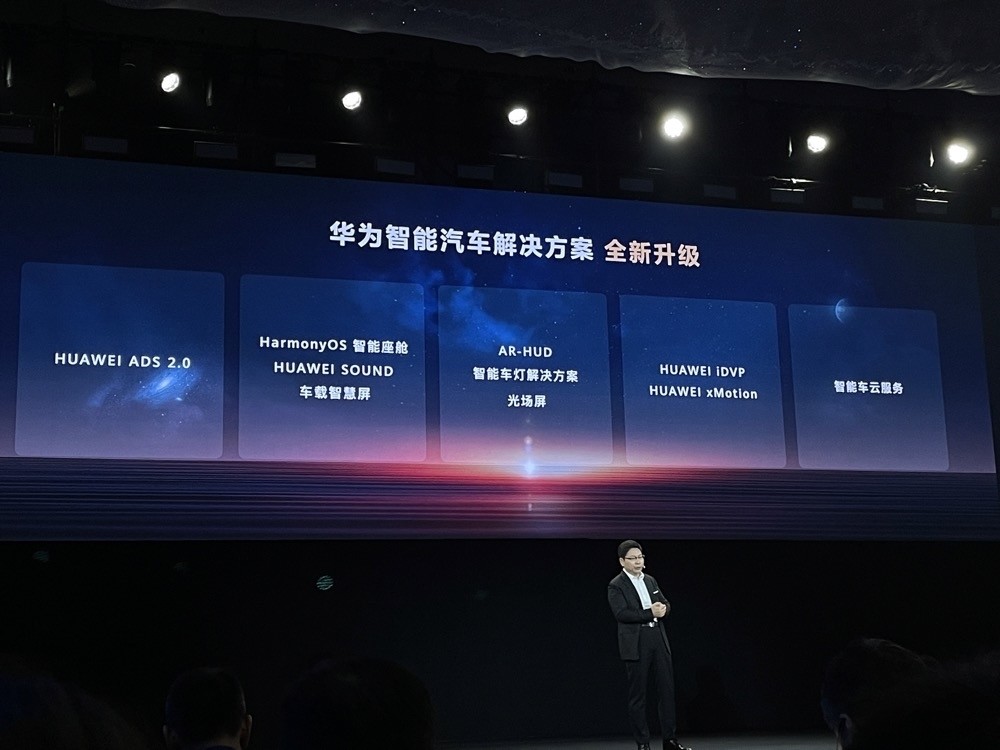 华为智能汽车解决方案 全新升级
HUAWEI ADS 2.0
HarmonyOS 智能座舱
HUAWEI SOUND
车载智慧屏
AR-HUD
智能车灯解决方案
光场屏
HUAWEI iDVP
HUAWEI xMotion
智能车云服务